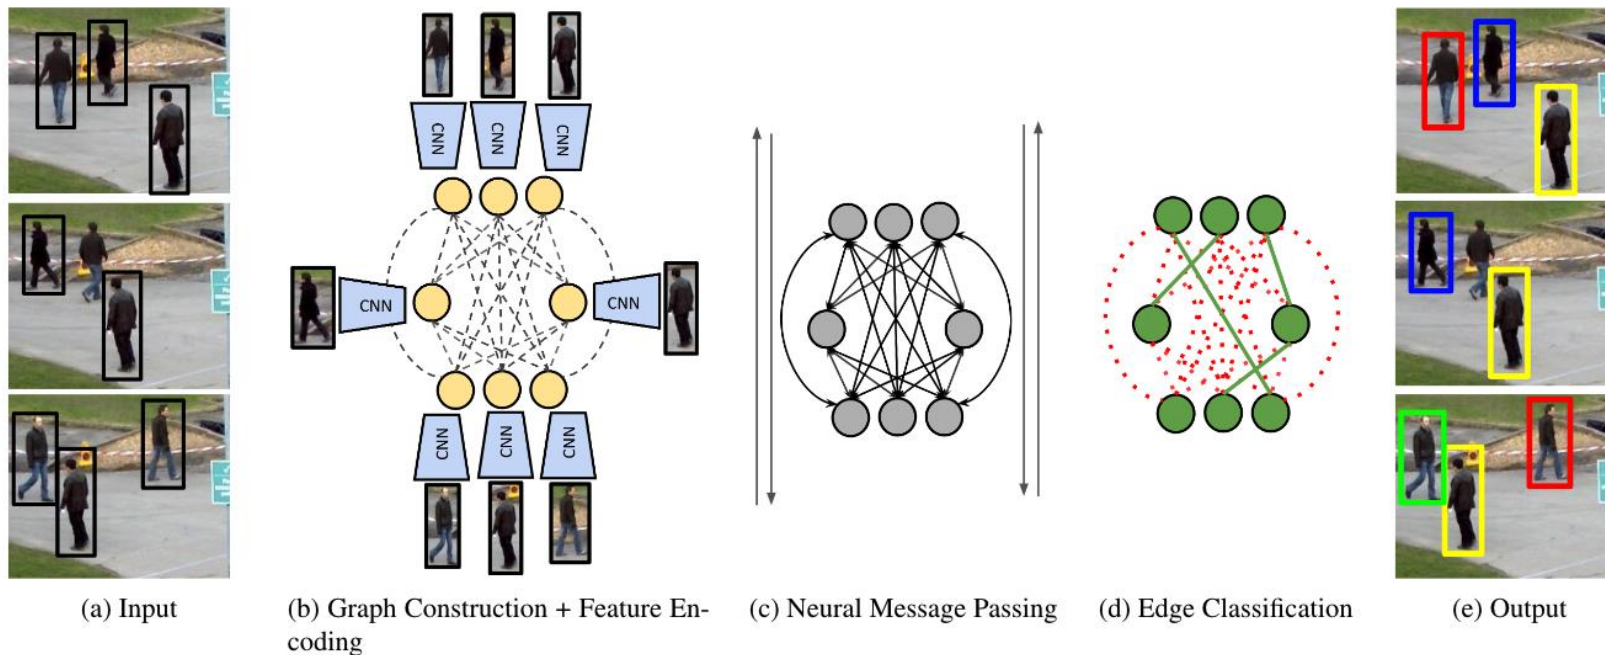 CNN
CNN
CNN
CNN
CNN
CNN
CNN
CNN
(a) Input
(b) Graph Construction + Feature En-
coding
(c) Neural Message Passing
(d) Edge Classification
(e) Output